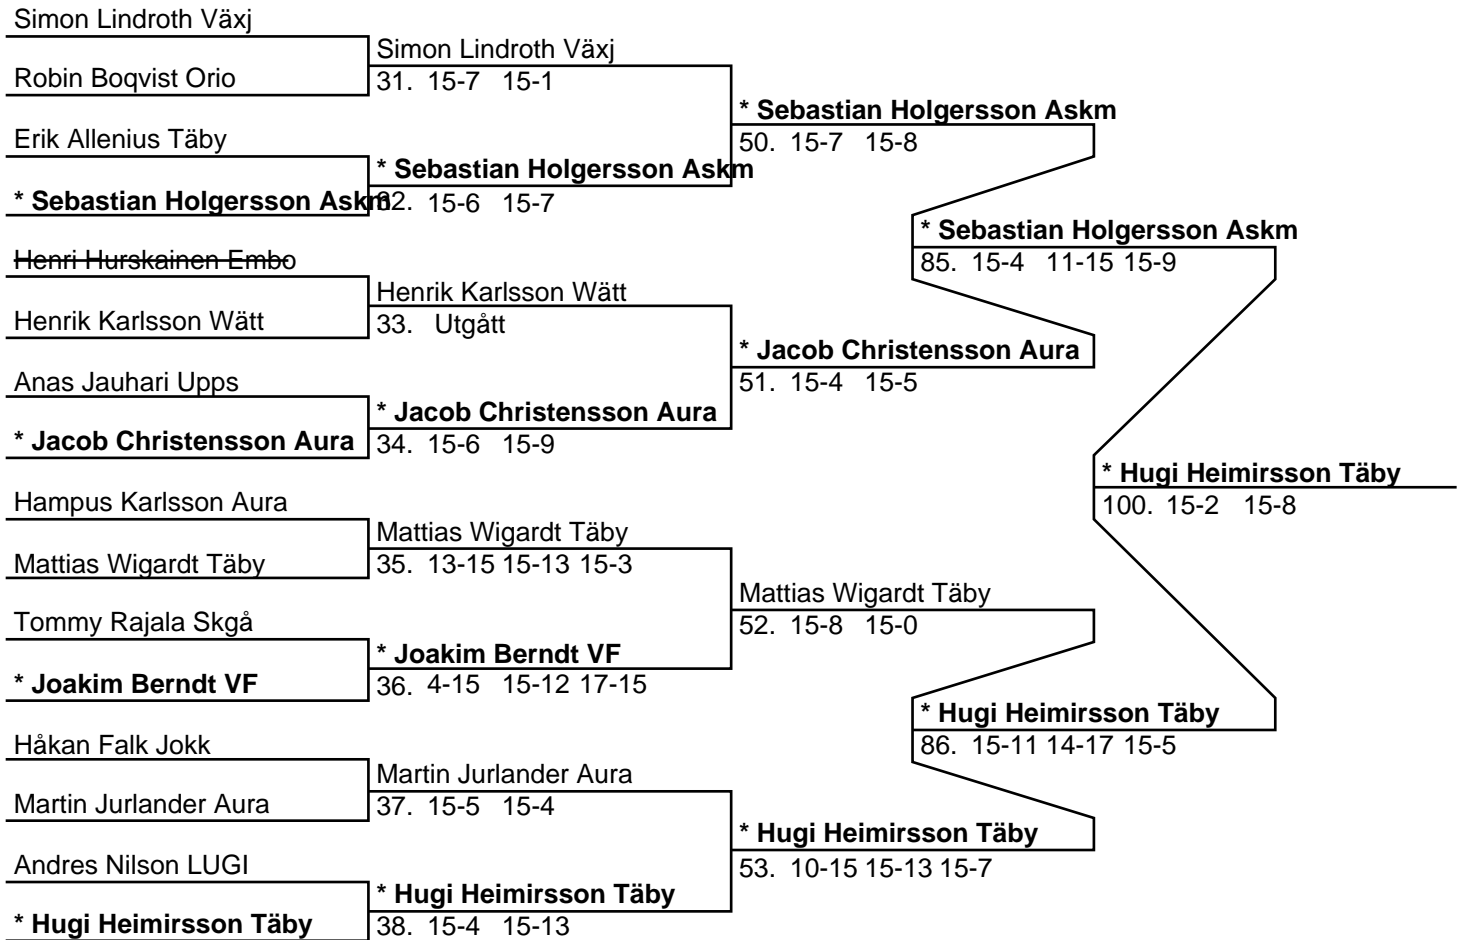 Simon Lindroth Växj
Robin Boqvist Orio
Erik Allenius Täby
* Sebastian Holgersson Askm
Henri Hurskainen Embo
Henrik Karlsson Wätt
Anas Jauhari Upps
* Jacob Christensson Aura
Hampus Karlsson Aura
Mattias Wigardt Täby
Tommy Rajala Skgå
* Joakim Berndt VF
Håkan Falk Jokk
Martin Jurlander Aura
Andres Nilson LUGI
* Hugi Heimirsson Täby
Simon Lindroth Växj
31. 15-7 15-1
* Sebastian Holgersson Askm
32. 15-6 15-7
Henrik Karlsson Wätt
33. Utgått
* Jacob Christensson Aura
34. 15-6 15-9
Mattias Wigardt Täby
35. 13-15 15-13 15-3
* Joakim Berndt VF
36. 4-15 15-12 17-15
Martin Jurlander Aura
37. 15-5 15-4
* Hugi Heimirsson Täby
38. 15-4 15-13
* Sebastian Holgersson Askm
50. 15-7 15-8
* Jacob Christensson Aura
51. 15-4 15-5
Mattias Wigardt Täby
52. 15-8 15-0
* Hugi Heimirsson Täby
53. 10-15 15-13 15-7
* Sebastian Holgersson Askm
85. 15-4 11-15 15-9
* Hugi Heimirsson Täby
86. 15-11 14-17 15-5
* Hugi Heimirsson Täby
100. 15-2 15-8